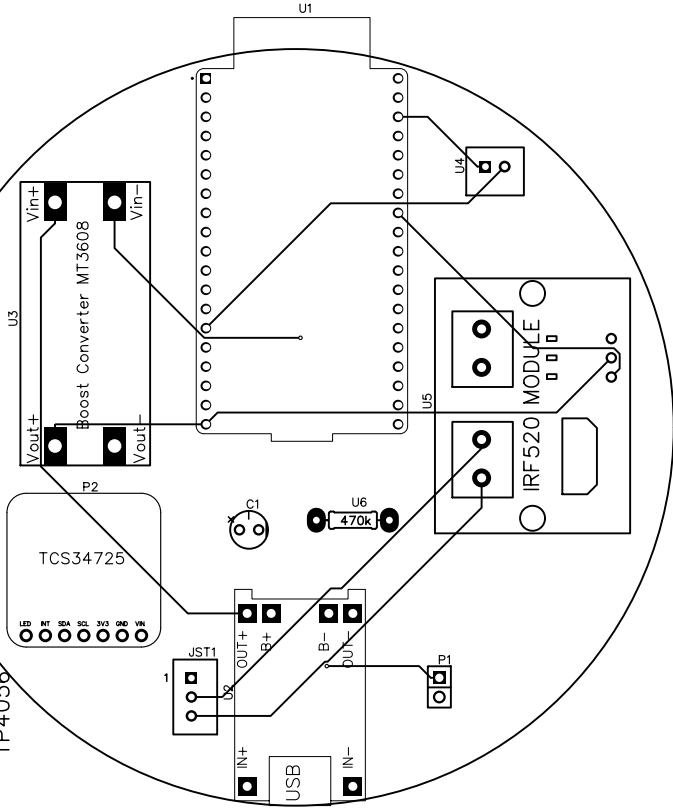 U1
U4
Vin+
Vin-
Boost Converter MT3608
U3
Vout+
Vout-
U5
IRF520 MODULE
P2
TCS34725
LED INT SDA SCL 3V3 GND VIN
C1
U6
470k
OUT+
B+
B-
OUT-
JST1
1
U2
P1
TP4056
IN+
IN-
USB